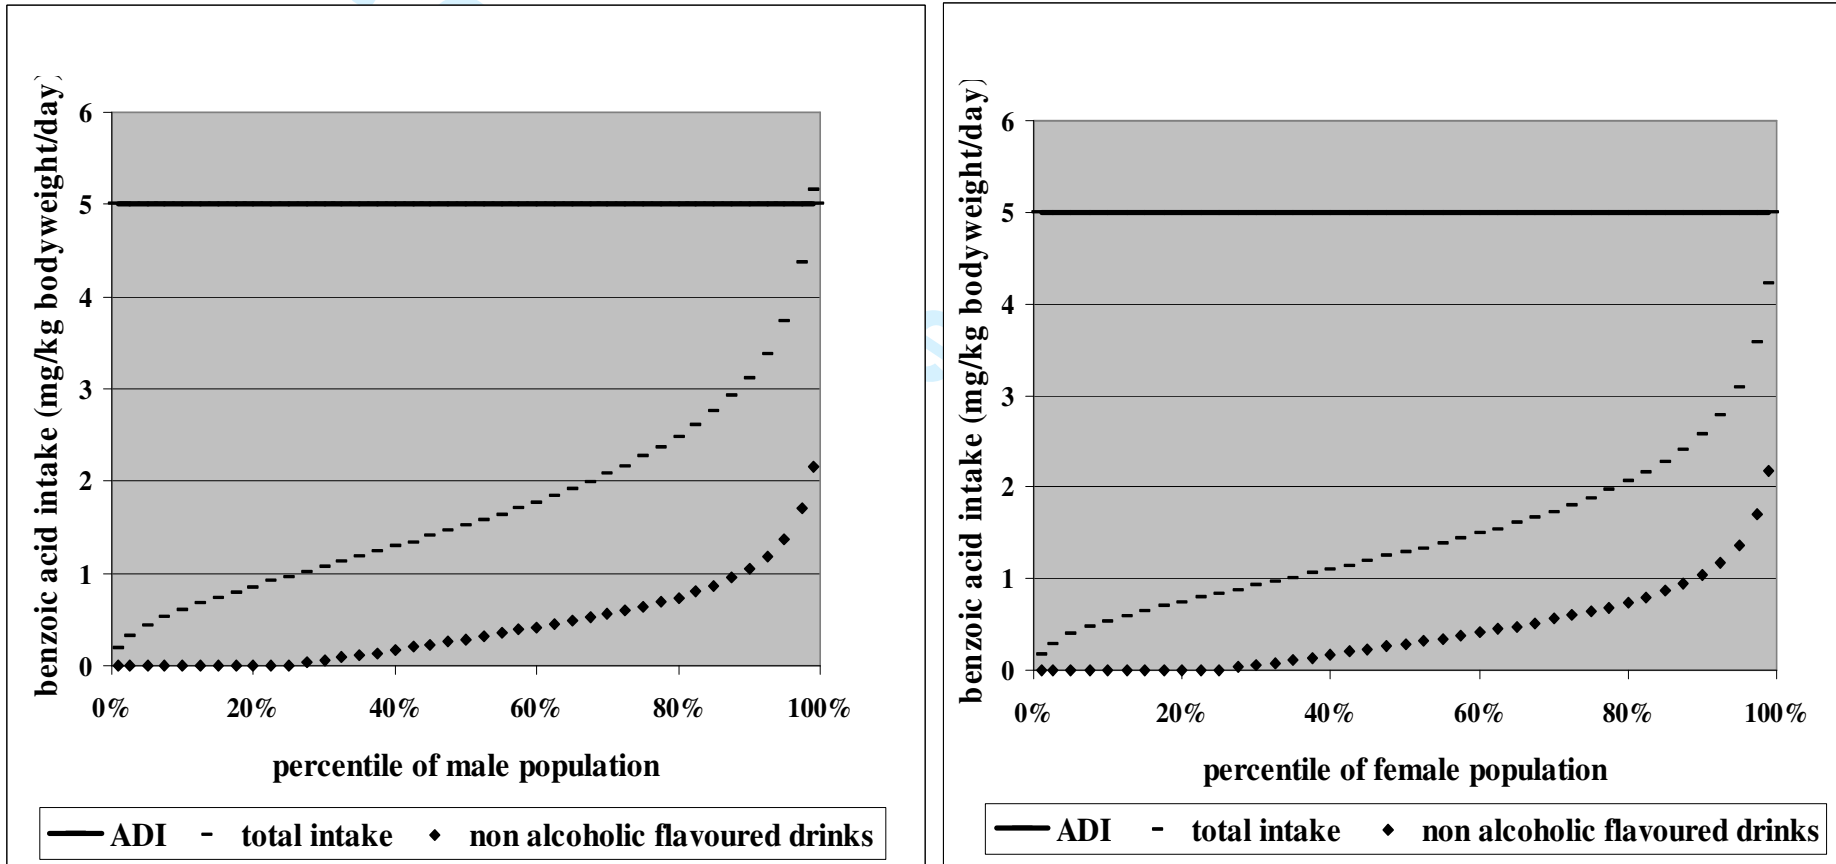 benzoic acid intake (mg/kg bodyweight/day)
6
5
4
3
2
1
0
0% 20% 40% 60% 80% 100%
percentile of male population
ADI total intake non alcoholic flavoured drinks
benzoic acid intake (mg/kg bodyweight/day)
6
5
4
3
2
1
0
0% 20% 40% 60% 80% 100%
percentile of female population
ADI total intake non alcoholic flavoured drinks